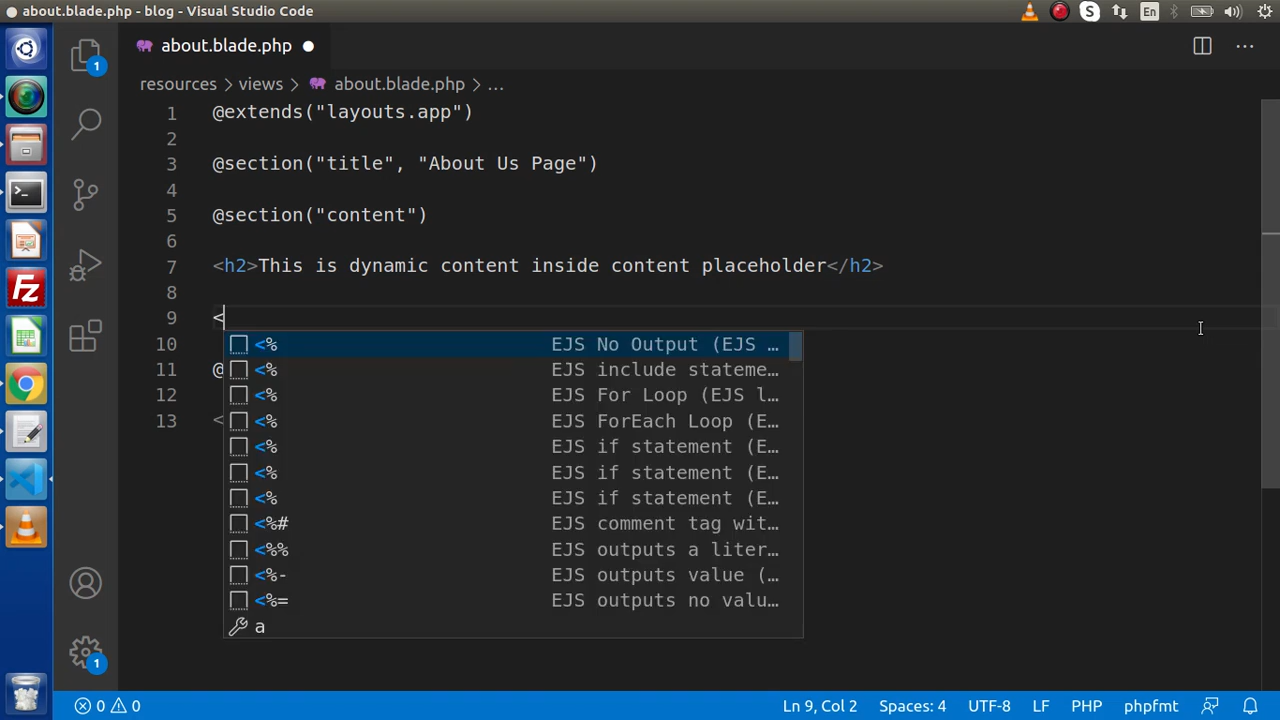 about.blade.php - blog - Visual Studio Code
En
about.blade.php
resources > views > about.blade.php > …
1 @extends("layouts.app")
2
3 @section("title", "About Us Page")
4
5 @section("content")
6
7 <h2>This is dynamic content inside content placeholder</h2>
8
9 <
10
11 @
12
13 <
<% EJS No Output (EJS …
<% EJS include stateme…
<% EJS For Loop (EJS l…
<% EJS ForEach Loop (E…
<% EJS if statement (E…
<% EJS if statement (E…
<% EJS if statement (E…
<%# EJS comment tag wit…
<%% EJS outputs a liter…
<%- EJS outputs value (…
<%= EJS outputs no valu…
a
1
1
0 0 Ln 9, Col 2 Spaces: 4 UTF-8 LF PHP phpfmt